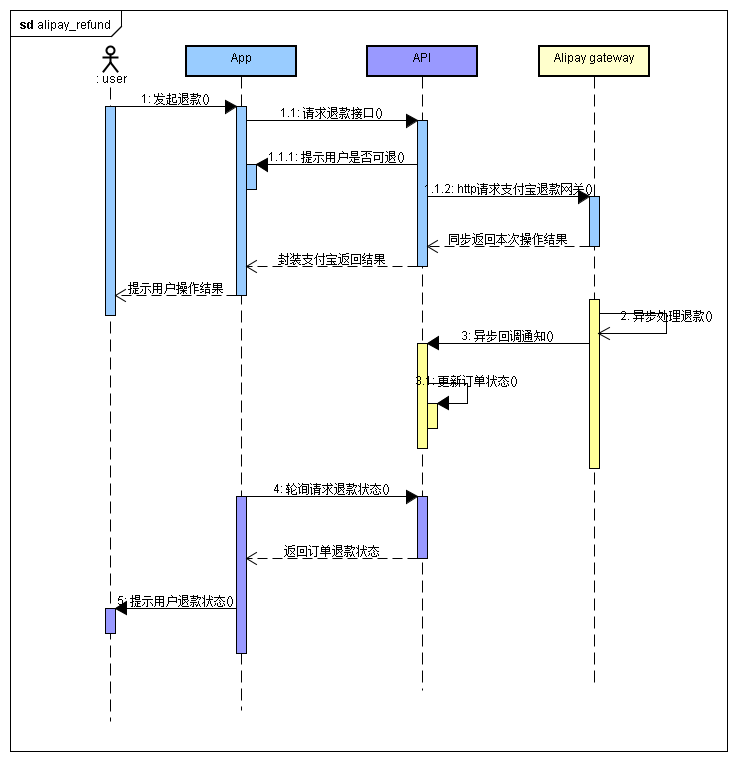 sd alipay_refund
: user
App
API
Alipay gateway
1: 发起退款()
1.1: 请求退款接口()
1.1.1: 提示用户是否可退()
1.1.2: http请求支付宝退款网关()
同步返回本次操作结果
封装支付宝返回结果
提示用户操作结果
2: 异步处理退款()
3: 异步回调通知()
3.1: 更新订单状态()
4: 轮询请求退款状态()
返回订单退款状态
5: 提示用户退款状态()